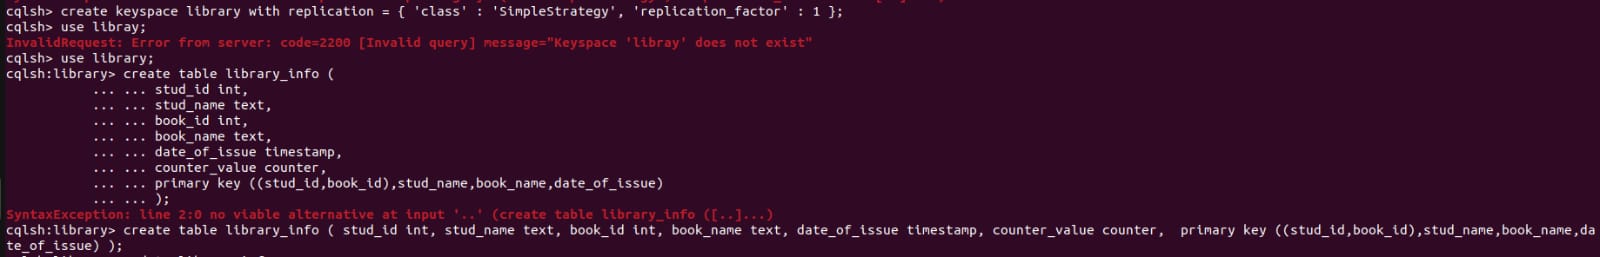 cqlsh> create keyspace library with replication = { 'class' : 'SimpleStrategy', 'replication_factor' : 1 };
cqlsh> use libray;
InvalidRequest: Error from server: code=2200 [Invalid query] message="Keyspace 'libray' does not exist"
cqlsh> use library;
cqlsh:library> create table library_info (
... ... stud_id int,
... ... stud_name text,
... ... book_id int,
... ... book_name text,
... ... date_of_issue timestamp,
... ... counter_value counter,
... ... primary key ((stud_id,book_id),stud_name,book_name,date_of_issue)
... ... );
SyntaxException: line 2:0 no viable alternative at input '..' (create table library_info ([..]...)
cqlsh:library> create table library_info ( stud_id int, stud_name text, book_id int, book_name text, date_of_issue timestamp, counter_value counter,  primary key ((stud_id,book_id),stud_name,book_name,da
te_of_issue) );